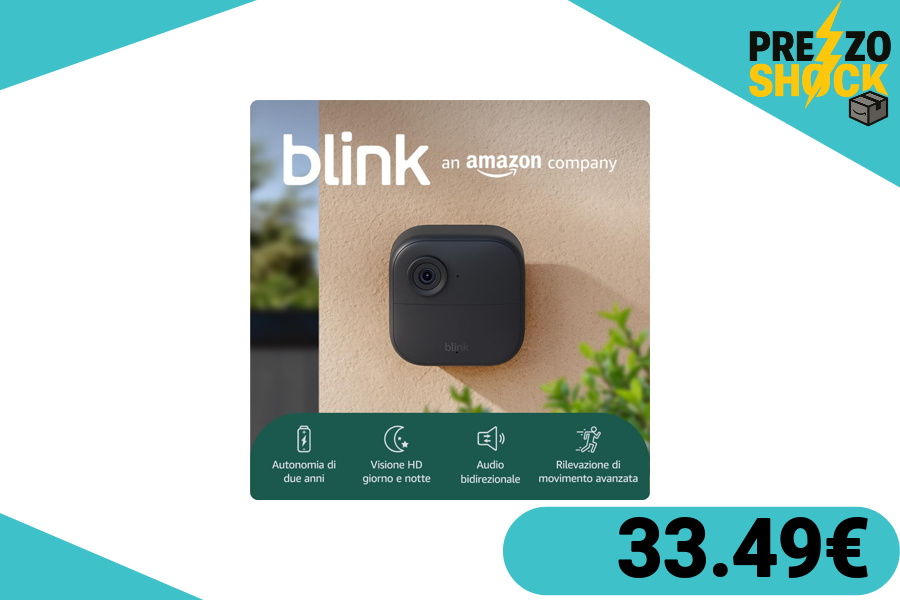 PREZZO
SHOCK
blink an amazon company
blink
Autonomia di
due anni
Visione HD
giorno e notte
Audio
bidirezionale
Rilevazione di
movimento avanzata
33.49€